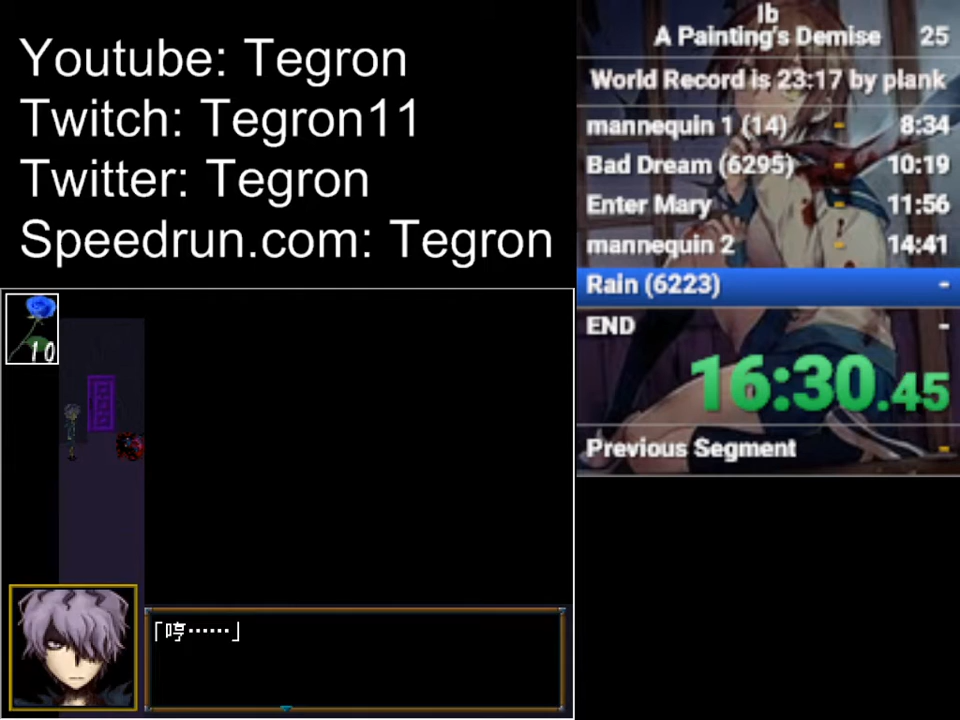 Youtube: Tegron
Twitch: Tegron11
Twitter: Tegron
Speedrun.com: Tegron
Ib
A Painting's Demise 25
World Record is 23:17 by plank
mannequin 1 (14) - 8:34
Bad Dream (6295) - 10:19
Enter Mary - 11:56
mannequin 2 - 14:41
Rain (6223) -
END -
16:30.45
Previous Segment -
10
「哼……」